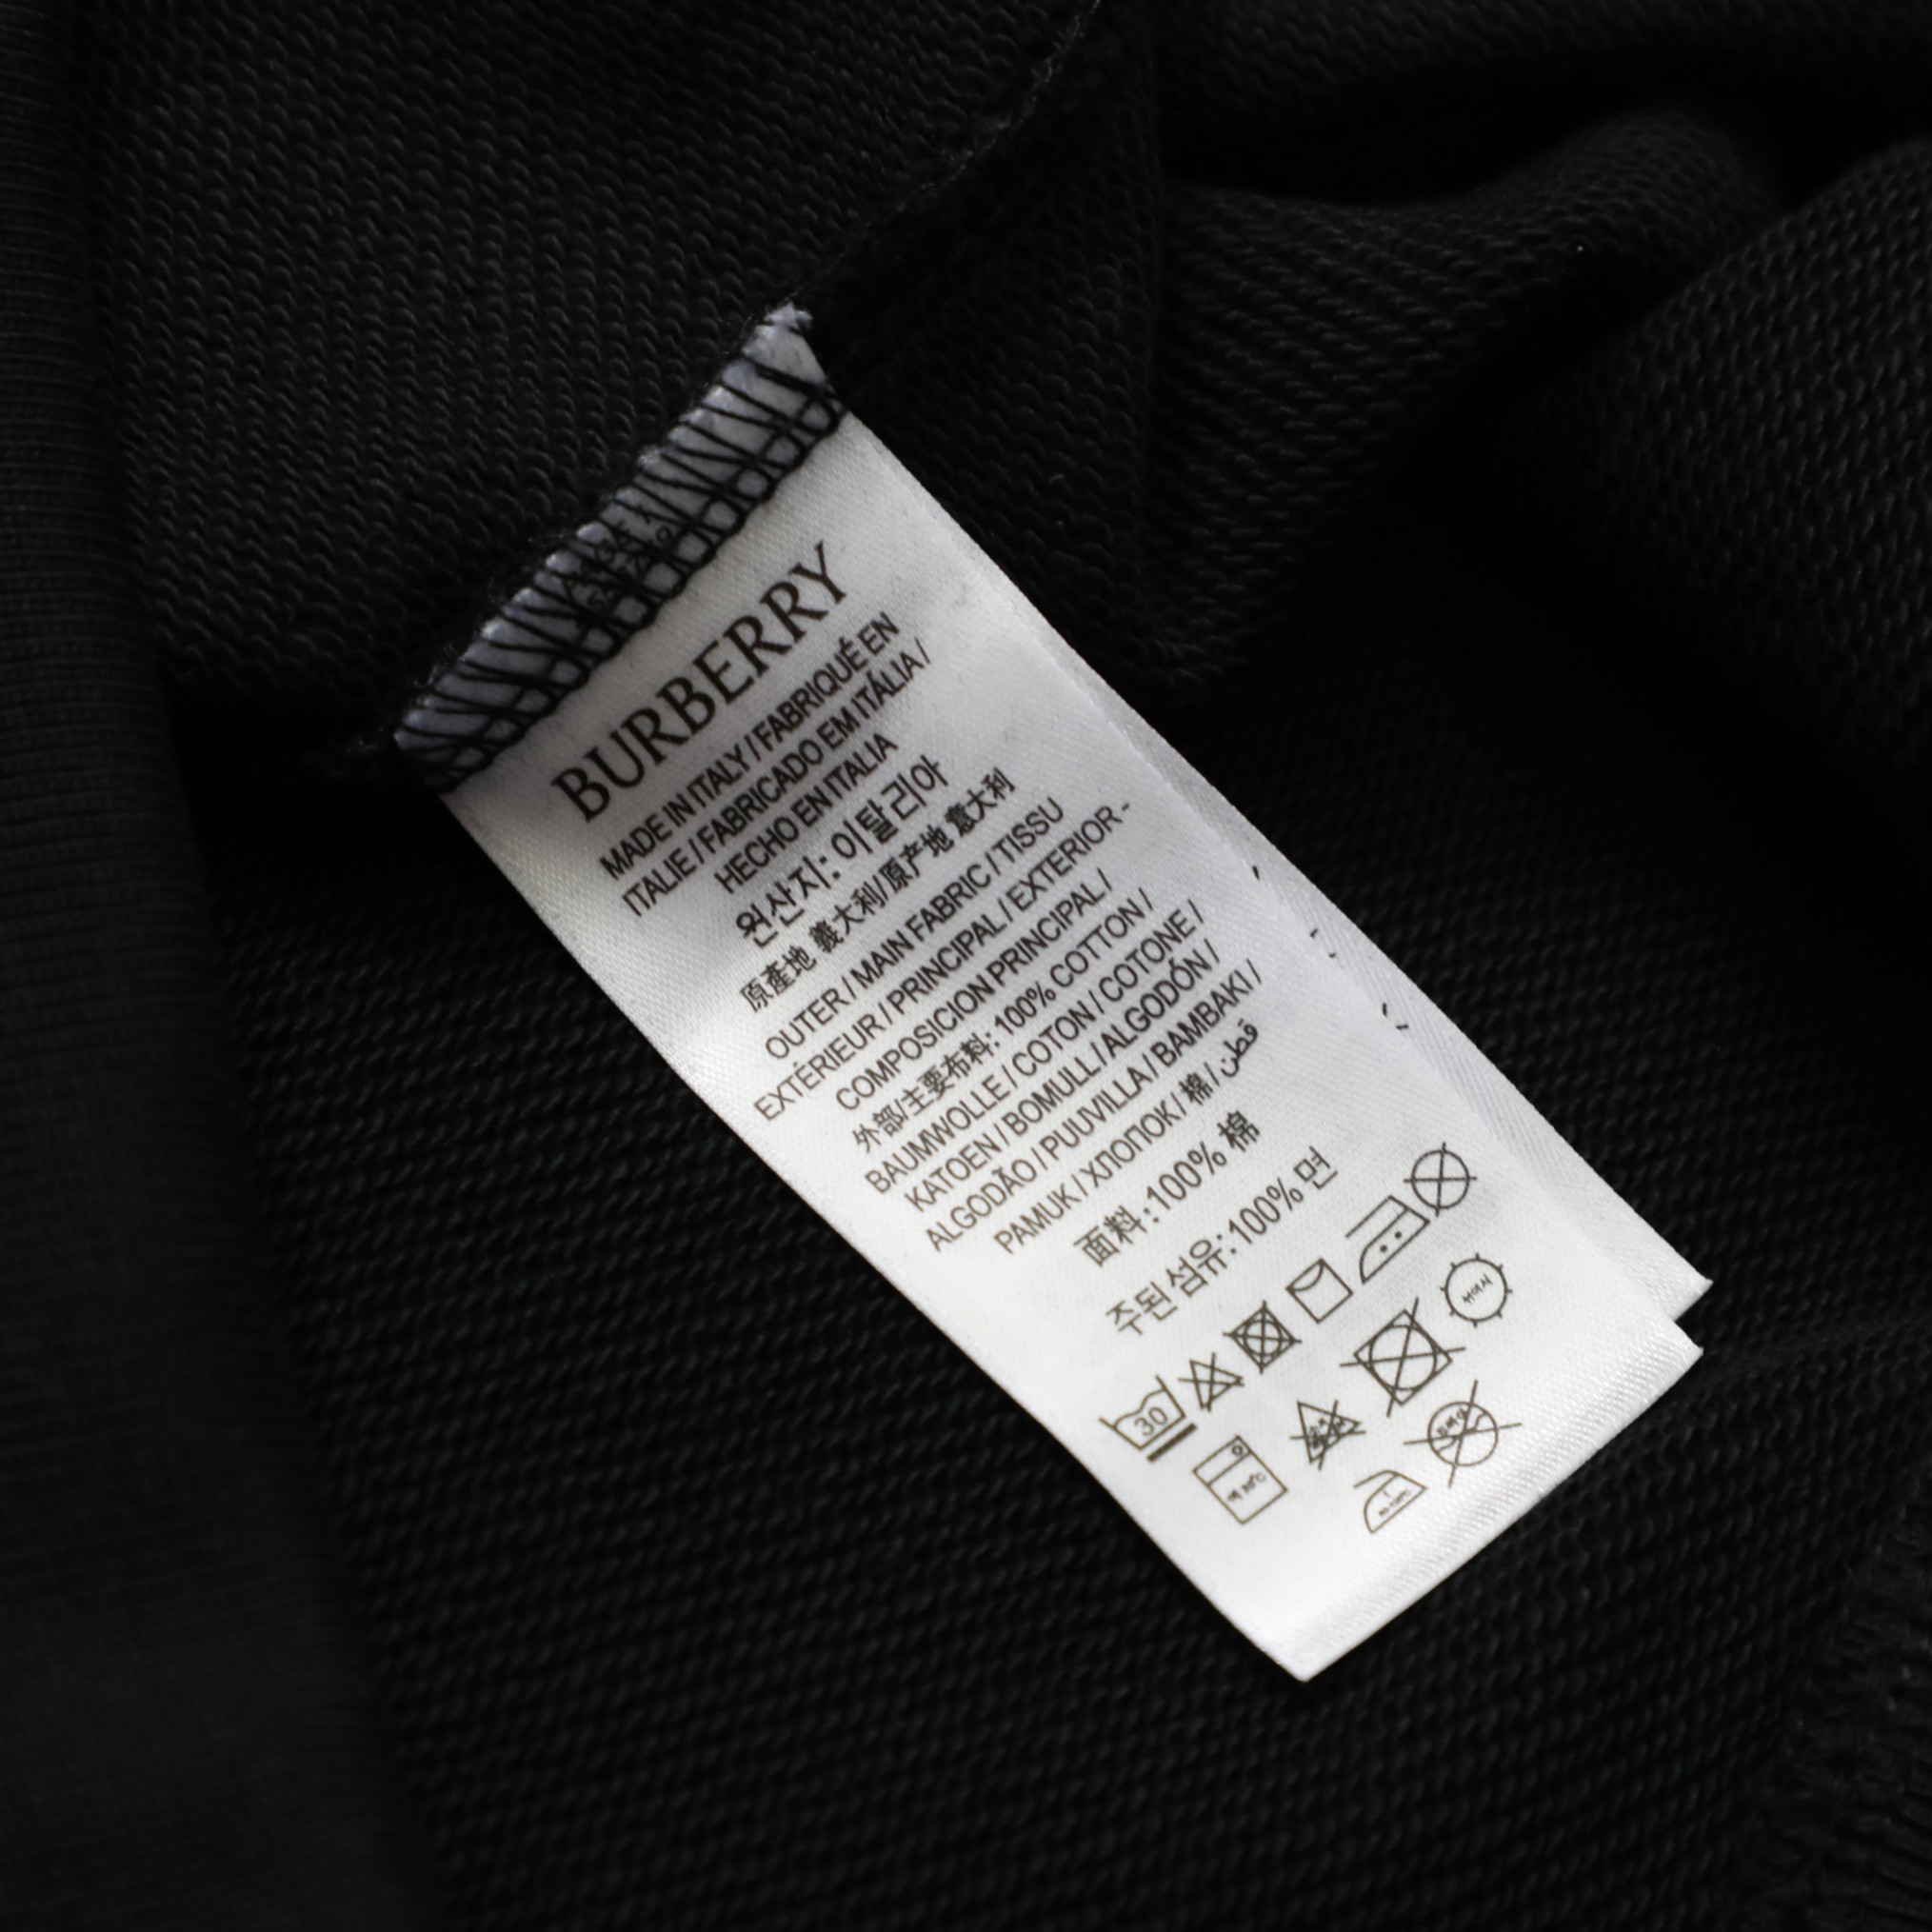 BURBERRY
MADE IN ITALY / FABRIQUÉ EN
ITALIE / FABRICADO EM ITÁLIA /
HECHO EN ITALIA
원산지: 이탈리아
原產地 義大利/原产地 意大利
OUTER / MAIN FABRIC / TISSU
EXTÉRIEUR / PRINCIPAL / EXTERIOR -
COMPOSICION PRINCIPAL /
外部/主要布料: 100% COTTON /
BAUMWOLLE / COTON / COTONE /
KATOEN / BOMULL / ALGODÓN /
ALGODÃO / PUUVILLA / BAMBAKI /
PAMUK / ХЛОПОК / 棉 / قطن
面料:100% 棉
주된섬유:100% 면
30